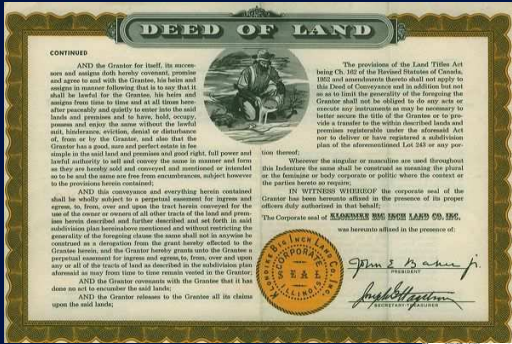 DEED OF LAND
CONTINUED
AND the Grantor for itself, its succes-
sors and assigns doth hereby covenant, promise
and agree to and with the Grantee, his heirs and
assigns in manner following that is to say that it
shall be lawful for the Grantee, his heirs and
assigns from time to time and at all times here-
after peaceably and quietly to enter into the said
lands and premises and to have, hold, occupy,
possess and enjoy the same without the lawful
suit, hindrance, eviction, denial or disturbance
of, from or by the Grantor, and also that the
Grantor has a good, sure and perfect estate in fee
simple in the said land and premises and good right, full power and
lawful authority to sell and convey the same in manner and form
as they are hereby sold and conveyed and mentioned or intended
so to be and the same are free from encumbrances, subject however
to the provisions herein contained;
AND this conveyance and everything herein contained
shall be wholly subject to a perpetual easement for ingress and
egress, to, from, over and upon the tract herein conveyed for the
use of the owner or owners of all other tracts of the land and prem-
ises herein described and further described and set forth in said
subdivision plan hereinabove mentioned and without restricting the
generality of the foregoing clause the same shall not in anywise be
construed as a derogation from the grant hereby effected to the
Grantee herein, and the Grantor hereby grants unto the Grantee a
perpetual easement for ingress and egress, to, from, over and upon
any or all of the tracts of land as described in the subdivision plan
aforesaid as may from time to time remain vested in the Grantor;
AND the Grantor covenants with the Grantee that it has
done no act to encumber the said lands;
AND the Grantor releases to the Grantee all its claims
upon the said lands;
The provisions of the Land Titles Act
being Ch. 162 of the Revised Statutes of Canada,
1952 and amendments thereto shall not apply to
this Deed of Conveyance and in addition but not
so as to limit the generality of the foregoing the
Grantor shall not be obliged to do any acts or
execute any instruments as may be necessary to
better secure the title of the Grantee or to pro-
vide a transfer to the within described lands and
premises registerable under the aforesaid Act
nor to deliver or have registered a subdivision
plan of the aforementioned Lot 243 or any por-
tion thereof;
Wherever the singular or masculine are used throughout
this Indenture the same shall be construed as meaning the plural
or the feminine or body corporate or politic where the context or
the parties hereto so require;
IN WITNESS WHEREOF the corporate seal of the
Grantor has been hereunto affixed in the presence of its proper
officers duly authorized in that behalf;
The Corporate seal of KLONDIKE BIG INCH LAND CO. INC.
was hereunto affixed in the presence of:
KLONDIKE BIG INCH LAND CO., INC.
CORPORATE
SEAL
ILLINOIS
John E Baker jr.
PRESIDENT
SECRETARY-TREASURER